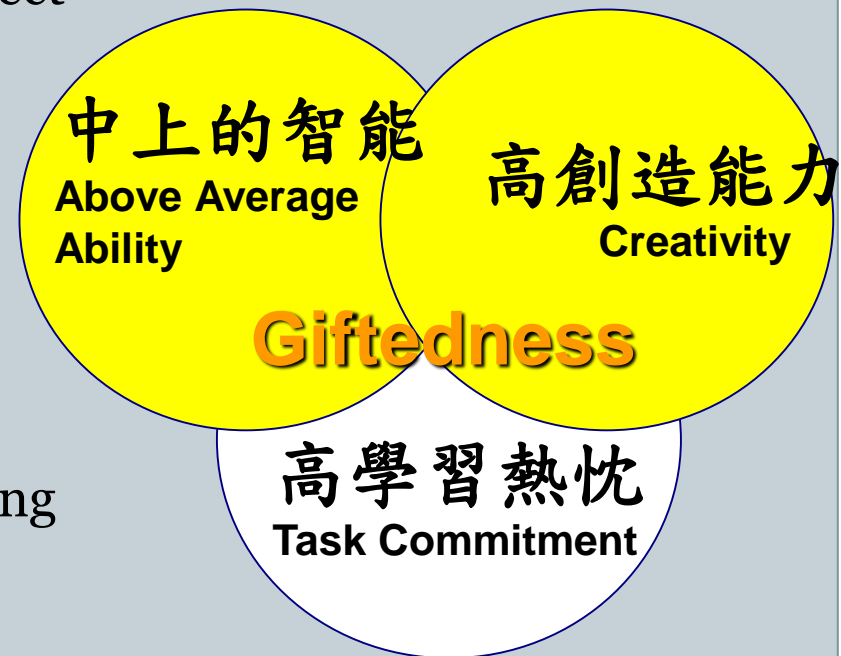 中上的智能
Above Average
Ability
高創造能力
Creativity
Giftedness
高學習熱忱
Task Commitment
ng